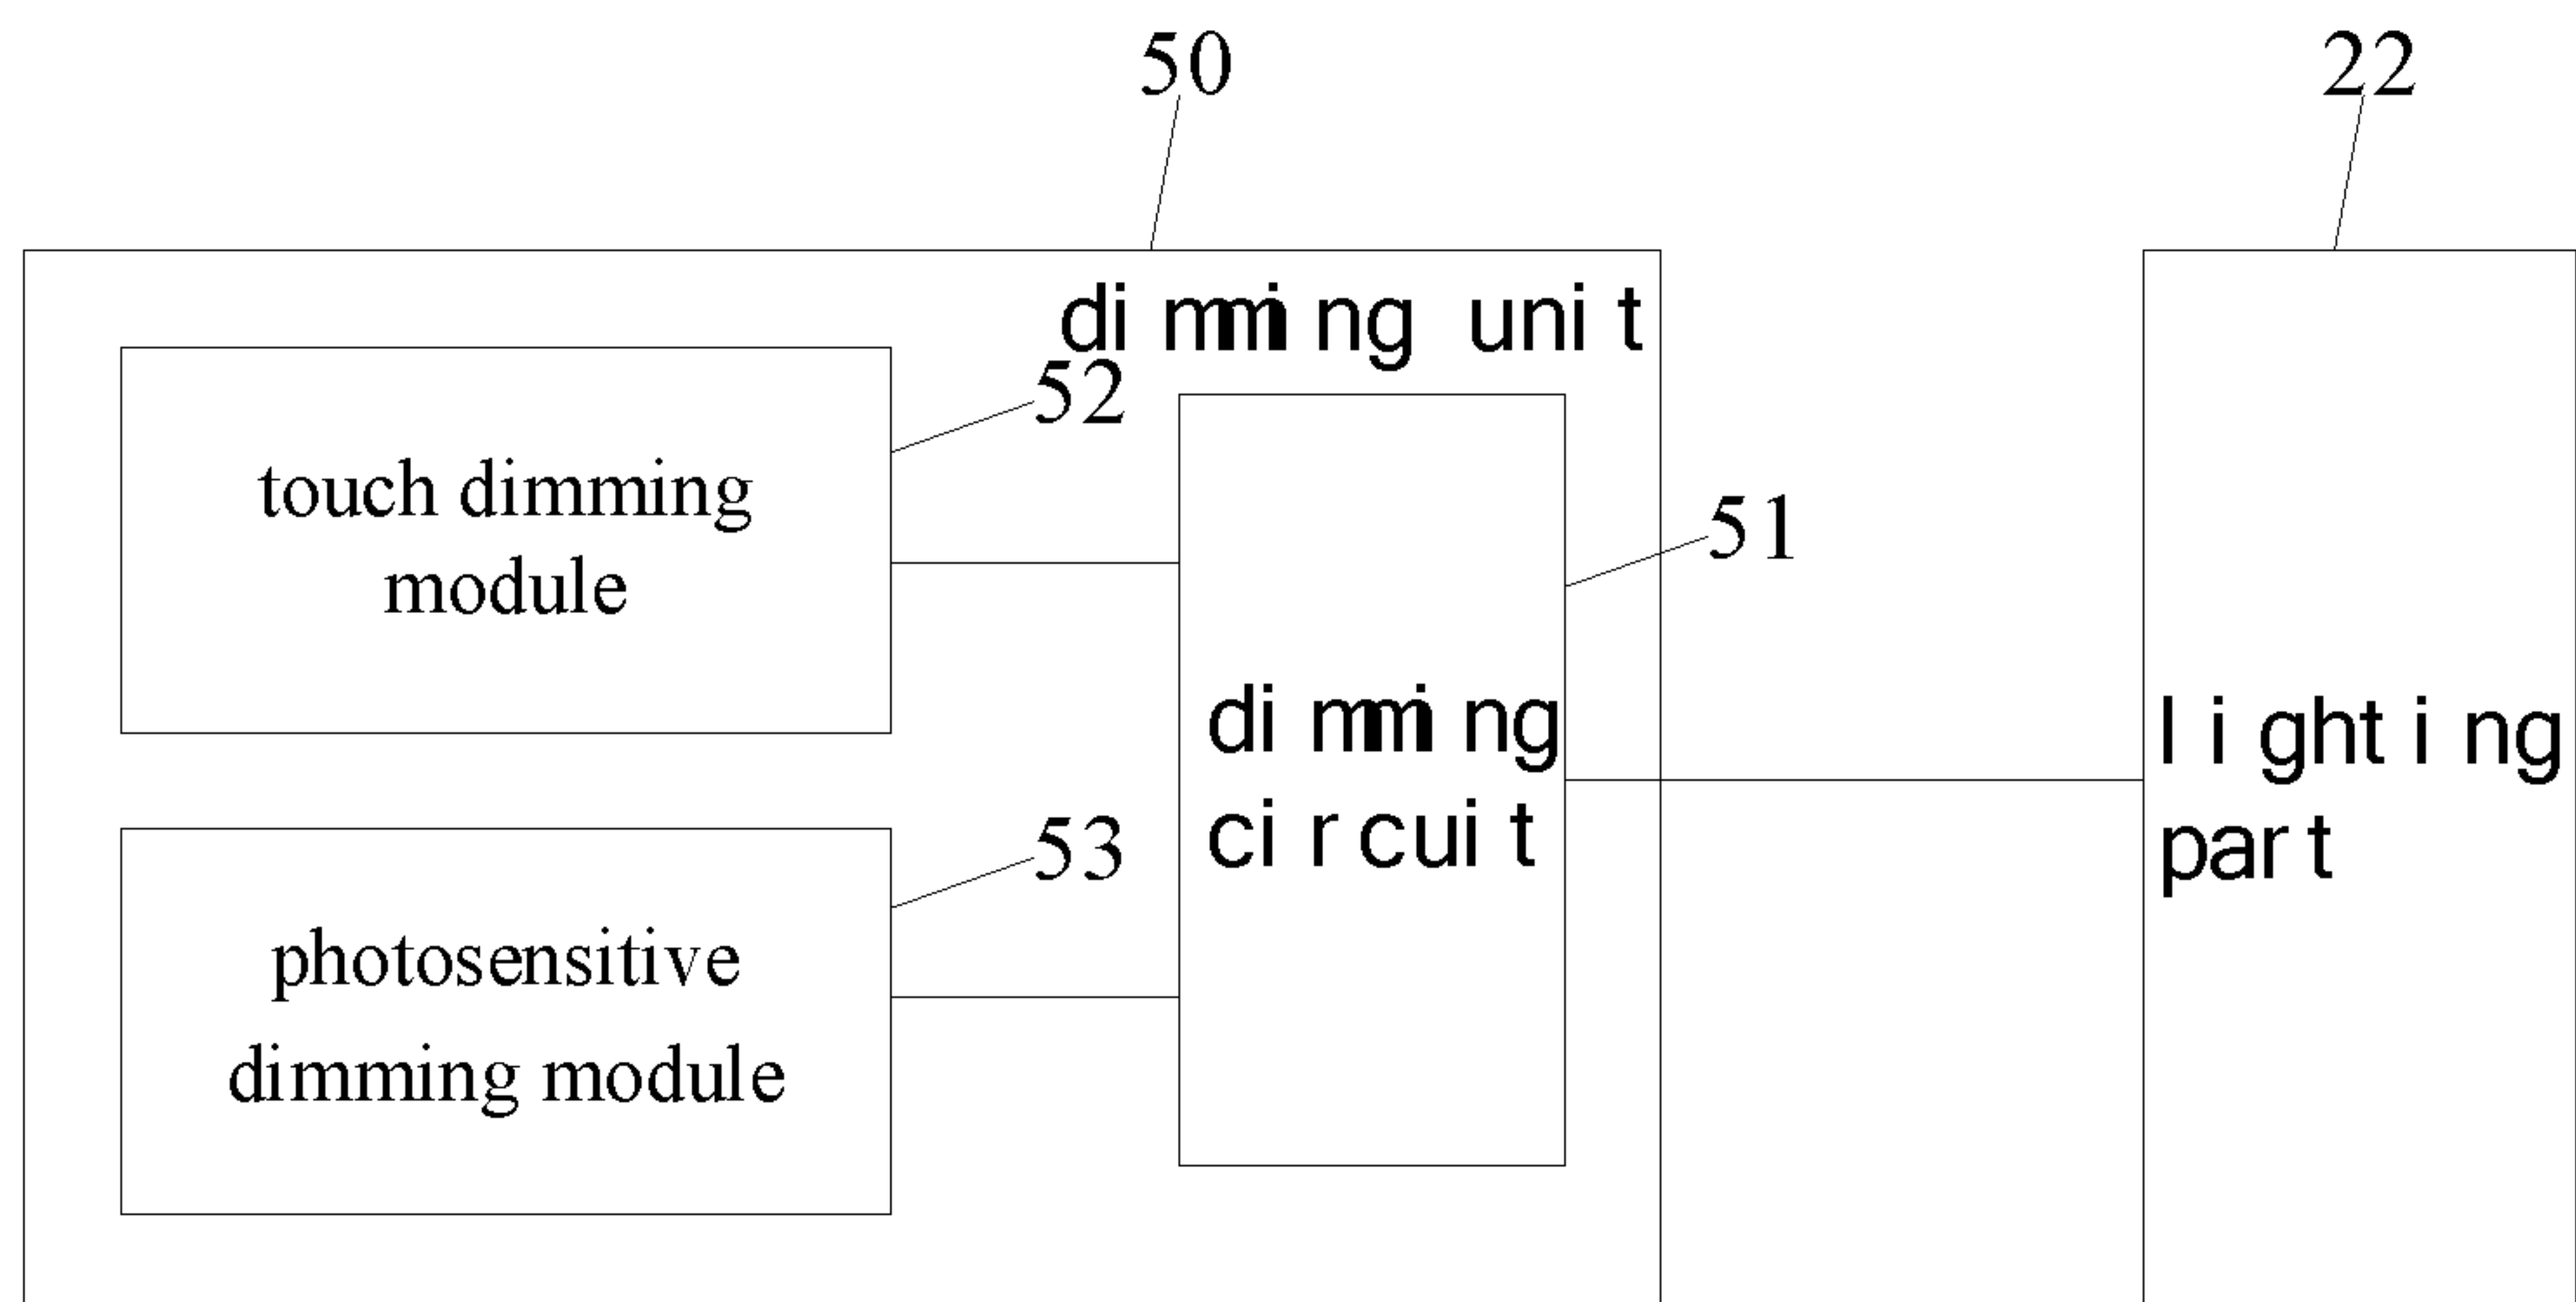 50
22
dimming unit
52
touch dimming
module
51
dimming
circuit
lighting
part
53
photosensitive
dimming module